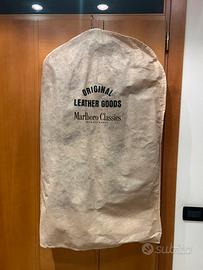 ORIGINAL
LEATHER GOODS
Marlboro Classics
subito